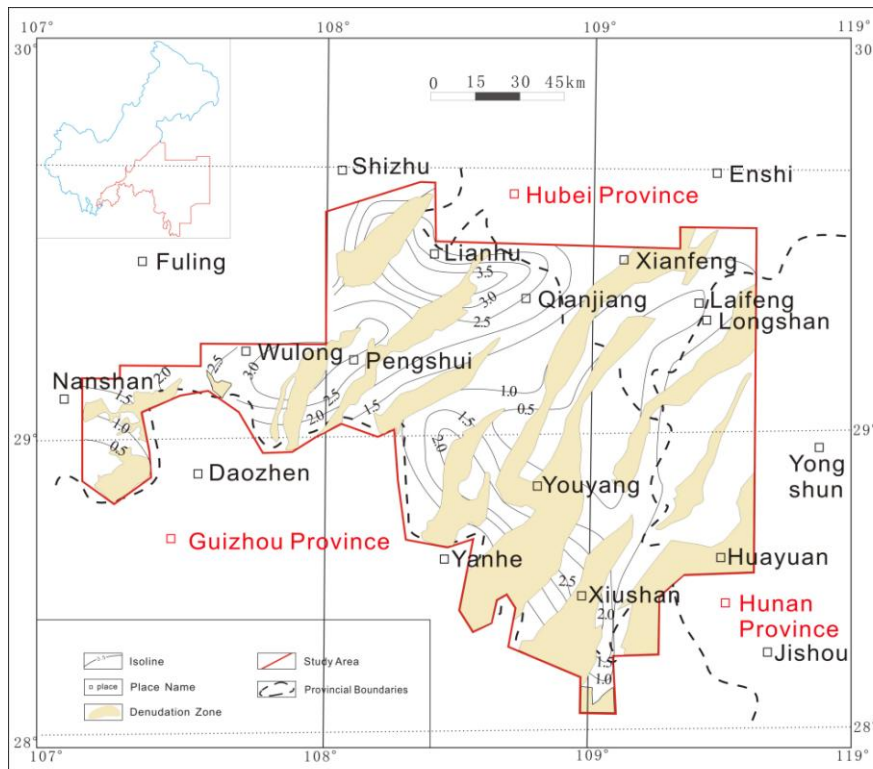 107°
108°
109°
119°
30°
30°
0 15 30 45km
Shizhu
Enshi
Hubei Province
Fuling
Lianhu
Xianfeng
3.5
Qianjiang
3.0
Laifeng
2.5
Longshan
Wulong
2.5
3.0
Pengshui
2.0
Nanshan
1.5
2.5
1.0
2.0
1.5
0.5
1.0
1.5
0.5
29°
29°
2.0
Daozhen
Yong
shun
Youyang
Guizhou Province
Yanhe
Huayuan
2.5
Xiushan
2.0
Hunan
Province
1.5
Jishou
1.0
Isoline
Study Area
place
Place Name
Provincial Boundaries
Denudation Zone
28°
28°
107°
108°
109°
119°